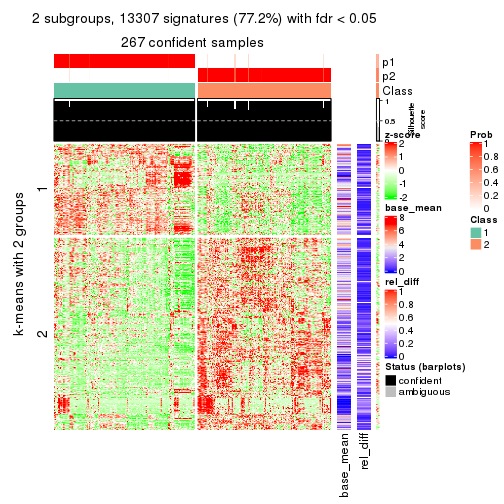 2 subgroups, 13307 signatures (77.2%) with fdr < 0.05
267 confident samples
p1
p2
Class
1
0.5
0
Silhouette
score
k-means with 2 groups
1
2
base_mean
rel_diff
z-score
2
1
0
-1
-2
base_mean
8
6
4
2
0
rel_diff
1
0.8
0.6
0.4
0.2
0
Status (barplots)
confident
ambiguous
Prob
1
0.8
0.6
0.4
0.2
0
Class
1
2